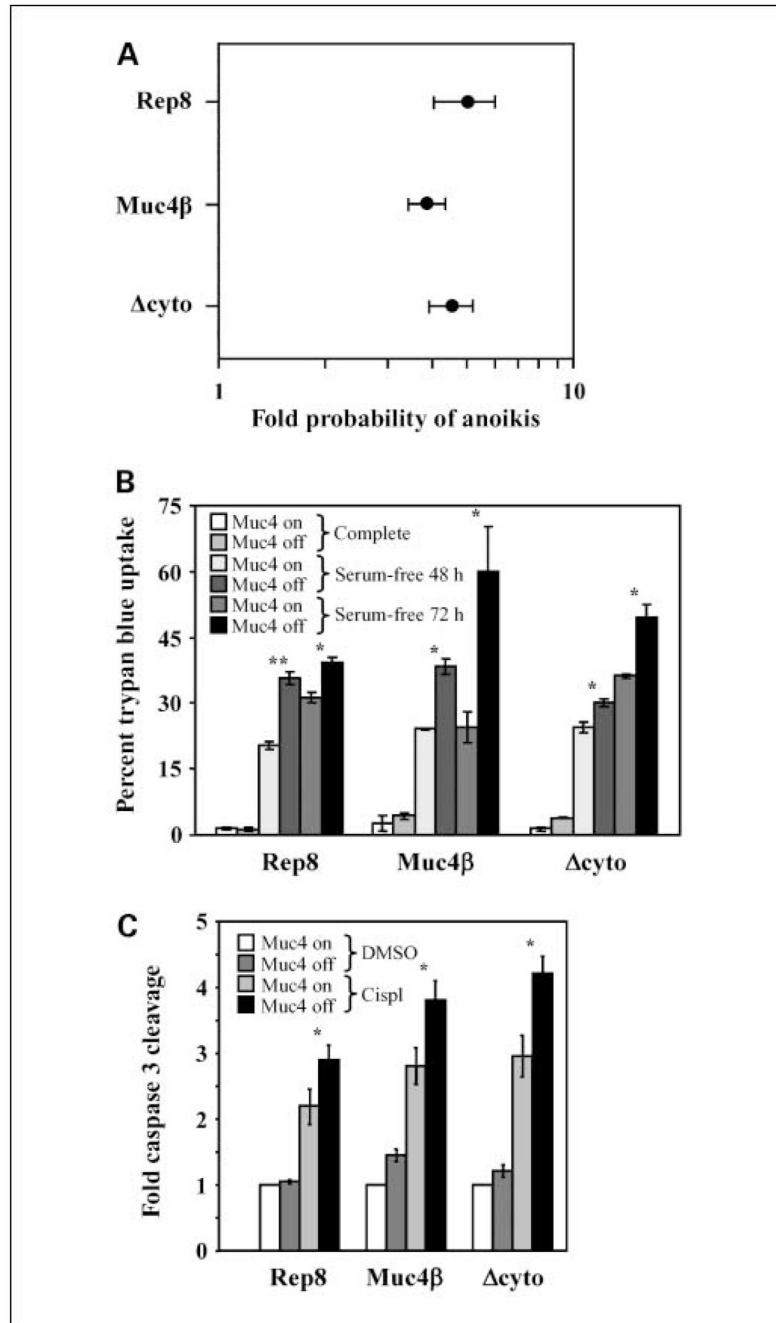 A
Rep8
Muc4β
Δcyto
1
10
Fold probability of anoikis
B
Percent trypan blue uptake
75
60
45
30
15
0
Muc4 on
Muc4 off
Complete
Muc4 on
Muc4 off
Serum-free 48 h
Muc4 on
Muc4 off
Serum-free 72 h
**
*
*
*
*
*
Rep8
Muc4β
Δcyto
C
Fold caspase 3 cleavage
5
4
3
2
1
0
Muc4 on
Muc4 off
DMSO
Muc4 on
Muc4 off
Cispl
*
*
*
Rep8
Muc4β
Δcyto